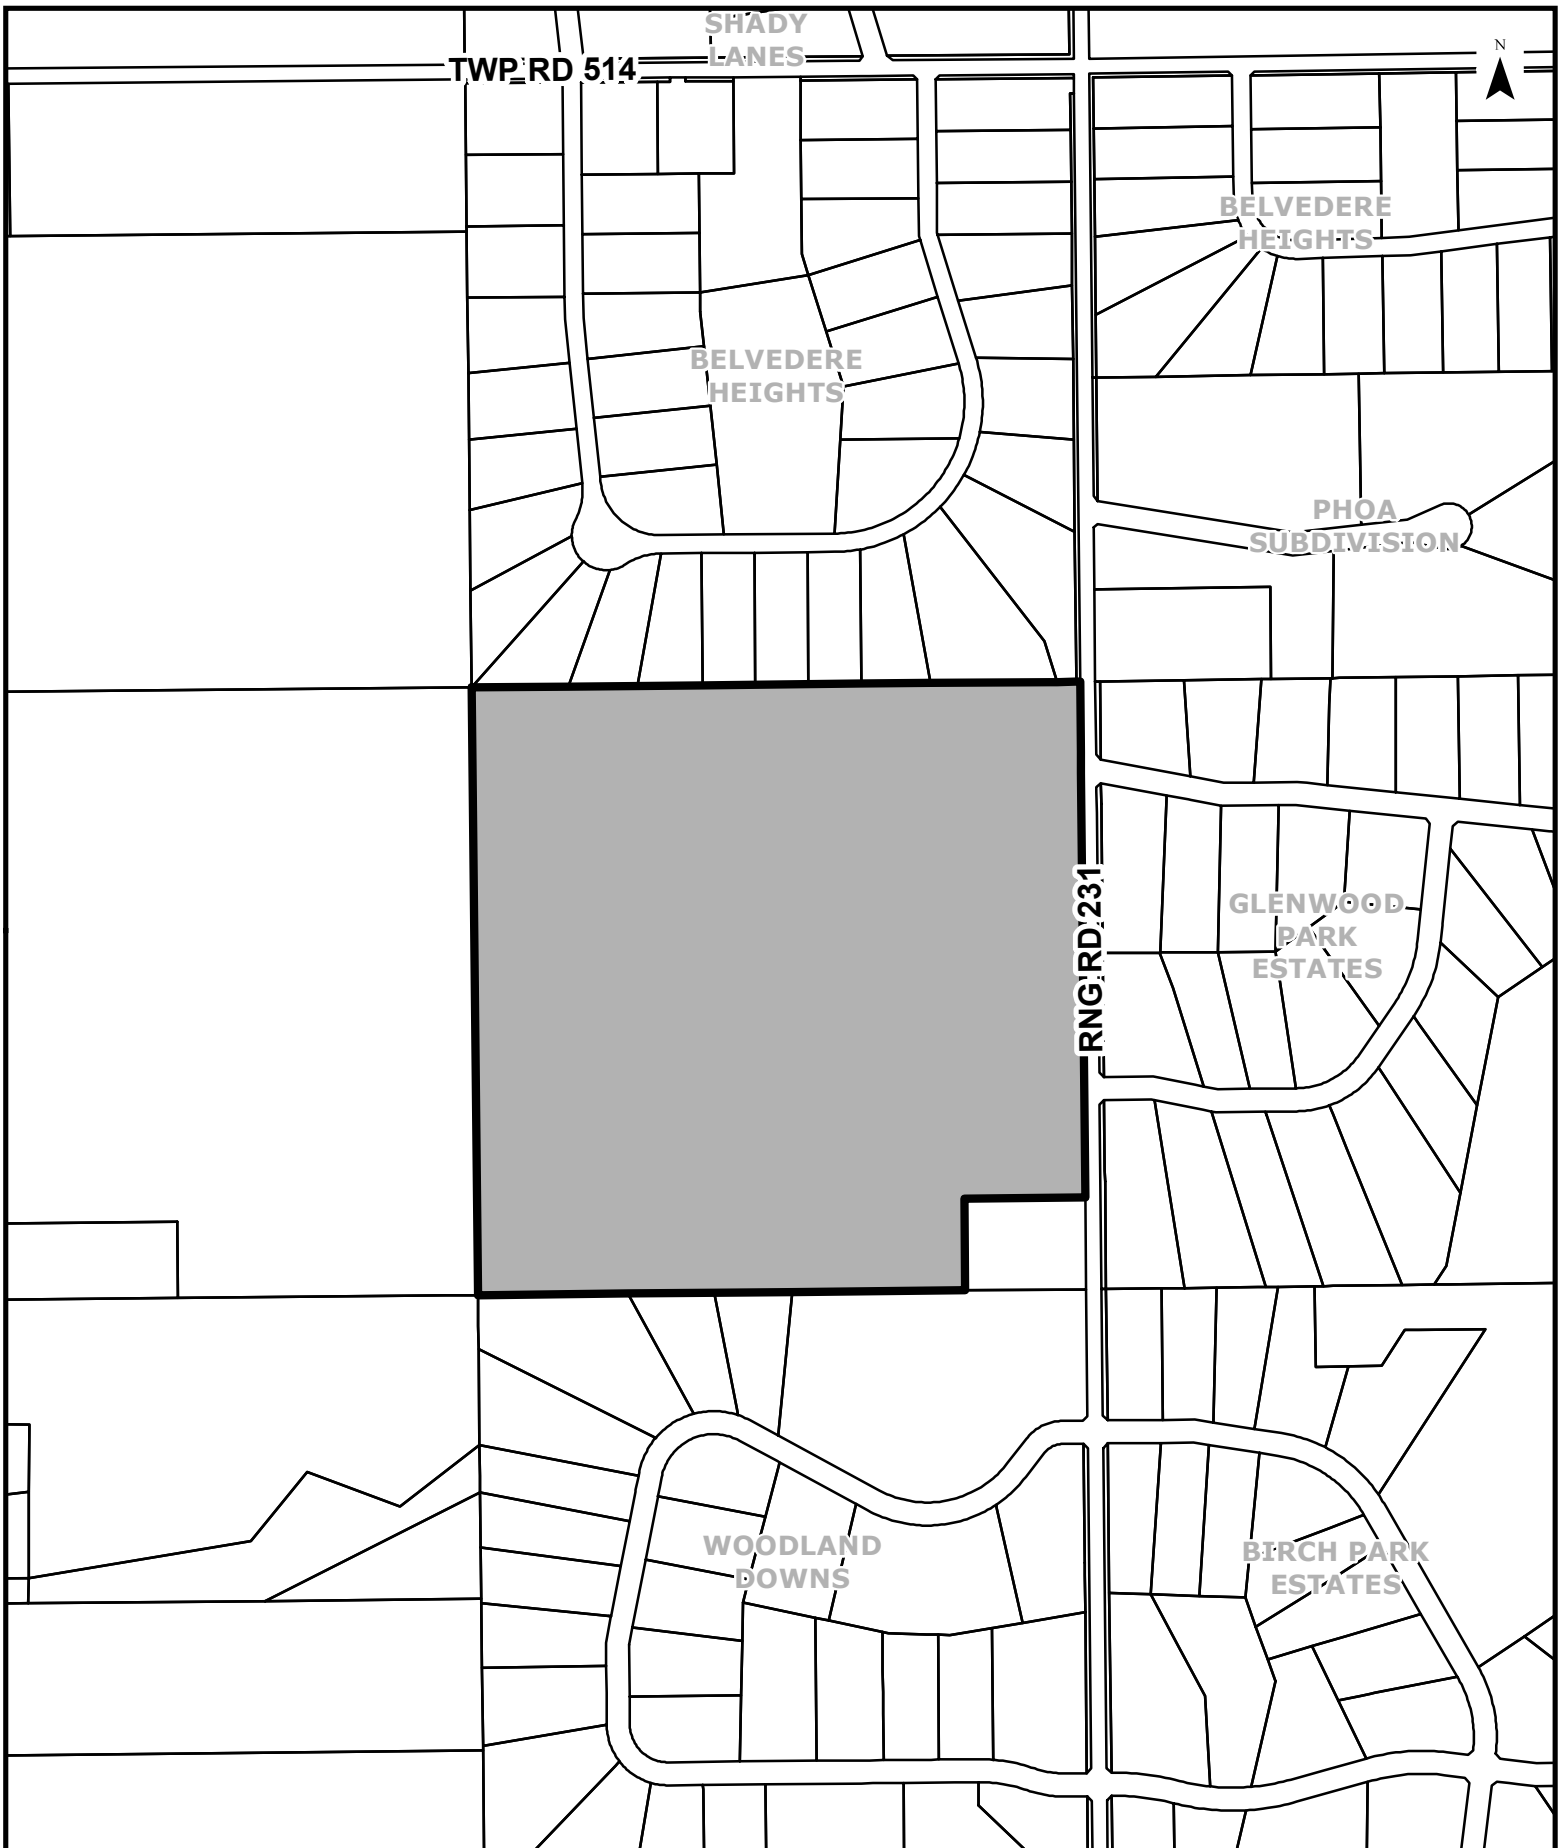 SHADY
LANES
TWP RD 514
N
BELVEDERE
HEIGHTS
BELVEDERE
HEIGHTS
PHOA
SUBDIVISION
GLENWOOD
PARK
ESTATES
RNG RD 231
WOODLAND
DOWNS
BIRCH PARK
ESTATES